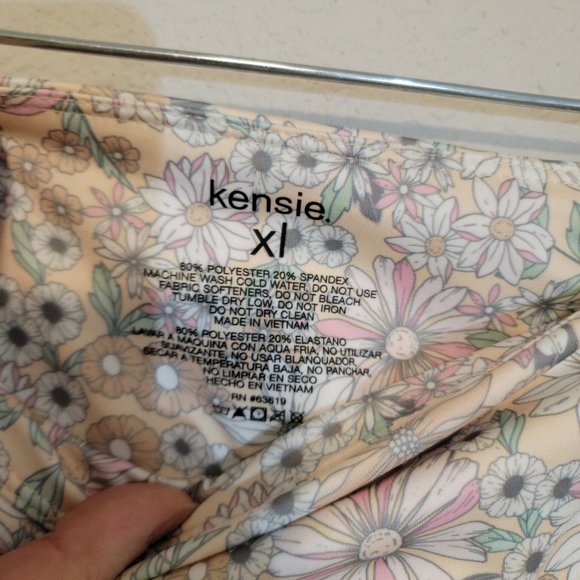 kensie.
xl
80% POLYESTER 20% SPANDEX
MACHINE WASH COLD WATER, DO NOT USE
FABRIC SOFTENERS, DO NOT BLEACH
TUMBLE DRY LOW, DO NOT IRON
DO NOT DRY CLEAN
MADE IN VIETNAM
80% POLYESTER 20% ELASTANO
LAVAR A MAQUINA CON AQUA FRIA, NO UTILIZAR
SUAVIZANTE, NO USAR BLANQUADOR,
SECAR A TEMPERATURA BAJA, NO PANCHAR,
NO LIMPIAR EN SECO
HECHO EN VIETNAM
RN #63619